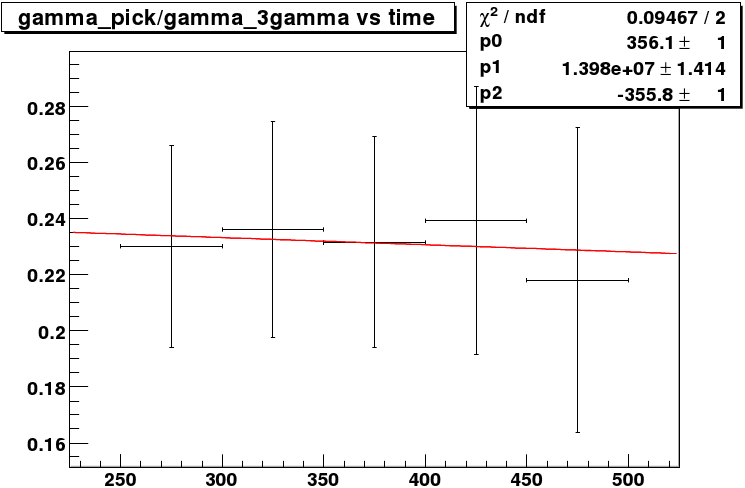 gamma_pick/gamma_3gamma vs time
χ² / ndf 0.09467 / 2
p0 356.1 ± 1
p1 1.398e+07 ± 1.414
p2 -355.8 ± 1
0.28
0.26
0.24
0.22
0.2
0.18
0.16
250 300 350 400 450 500